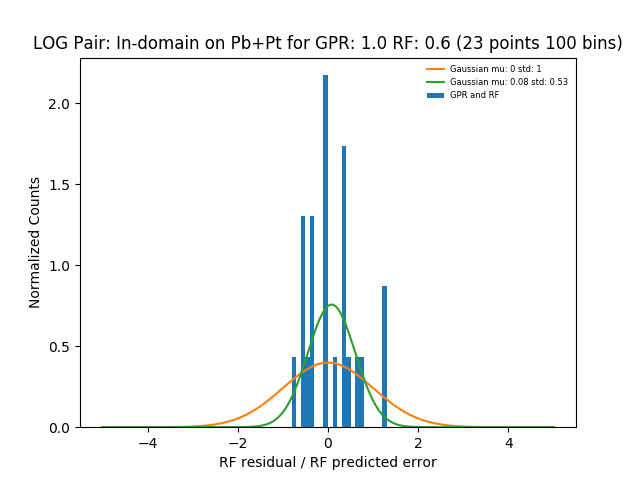 LOG Pair: In-domain on Pb+Pt for GPR: 1.0 RF: 0.6 (23 points 100 bins)
Gaussian mu: 0 std: 1
Gaussian mu: 0.08 std: 0.53
GPR and RF
Normalized Counts
2.0
1.5
1.0
0.5
0.0
−4
−2
0
2
4
RF residual / RF predicted error